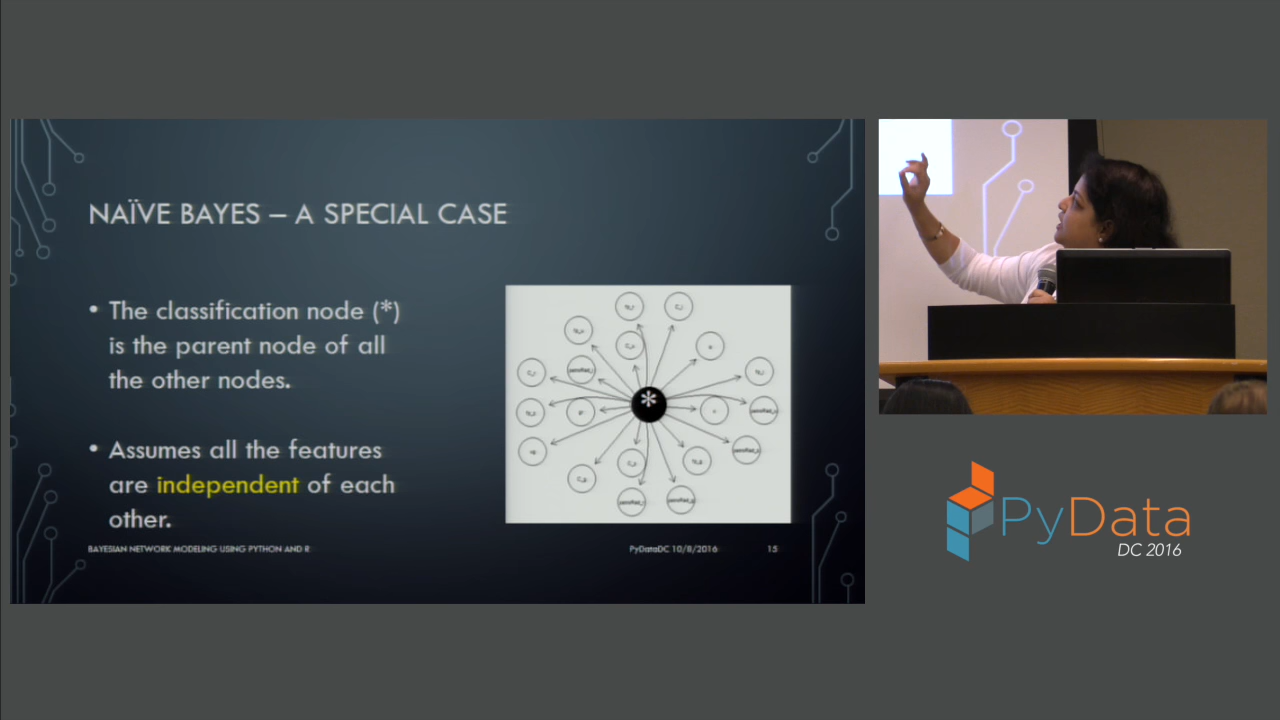 NAÏVE BAYES – A SPECIAL CASE
• The classification node (*)
is the parent node of all
the other nodes.
• Assumes all the features
are independent of each
other.
*
BAYESIAN NETWORK MODELING USING PYTHON AND R
PyDataDC 10/8/2016
15
PyData
DC 2016